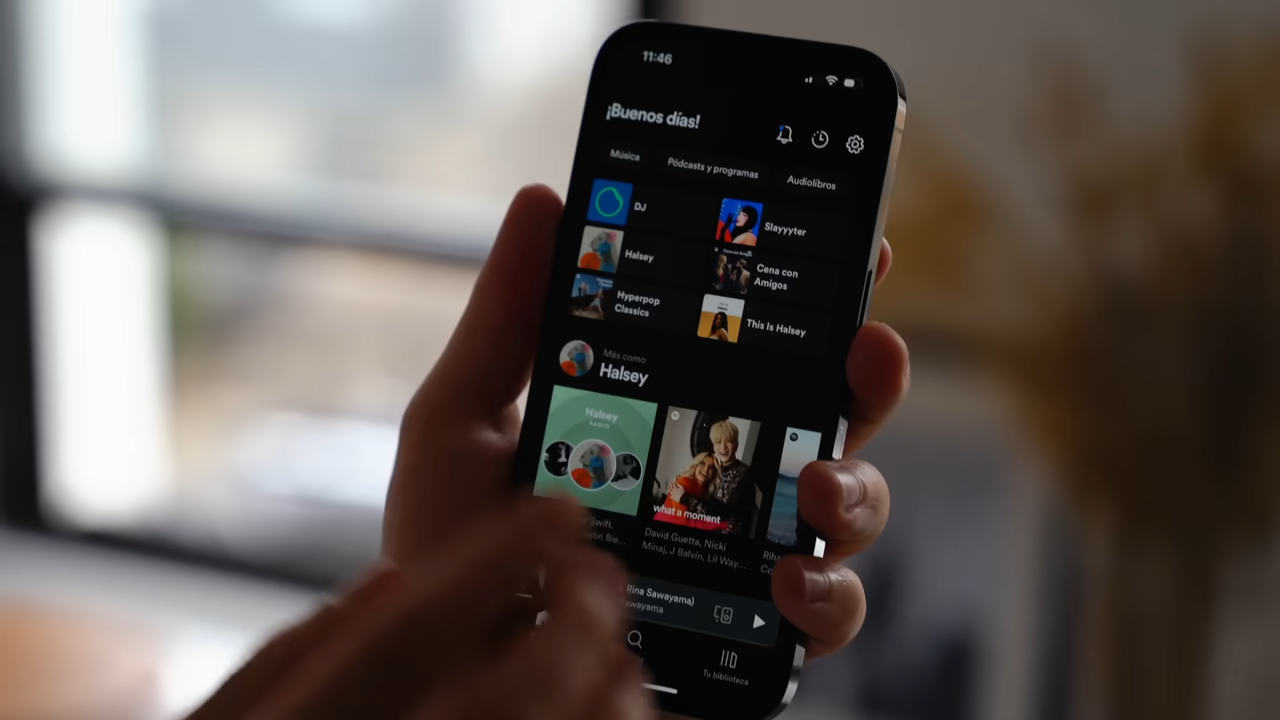 11:46
¡Buenos días!
Música
Pódcasts y programas
Audiolibros
DJ
Slayyyter
Halsey
Cena con
Amigos
Hyperpop
Classics
This Is Halsey
Más como
Halsey
Halsey
RADIO
what a moment
David Guetta, Nicki
Minaj, J Balvin, Lil Way...
Rina Sawayama)
Tu biblioteca